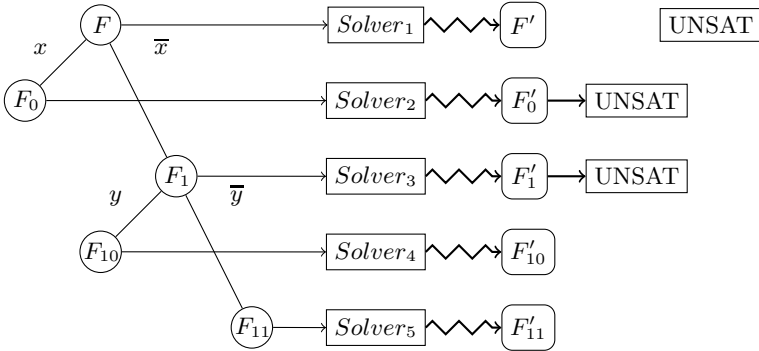 F x̅ Solver₁ F' UNSAT
x
F₀ Solver₂ F'₀ UNSAT
F₁ y̅ Solver₃ F'₁ UNSAT
y
F₁₀ Solver₄ F'₁₀
F₁₁ Solver₅ F'₁₁